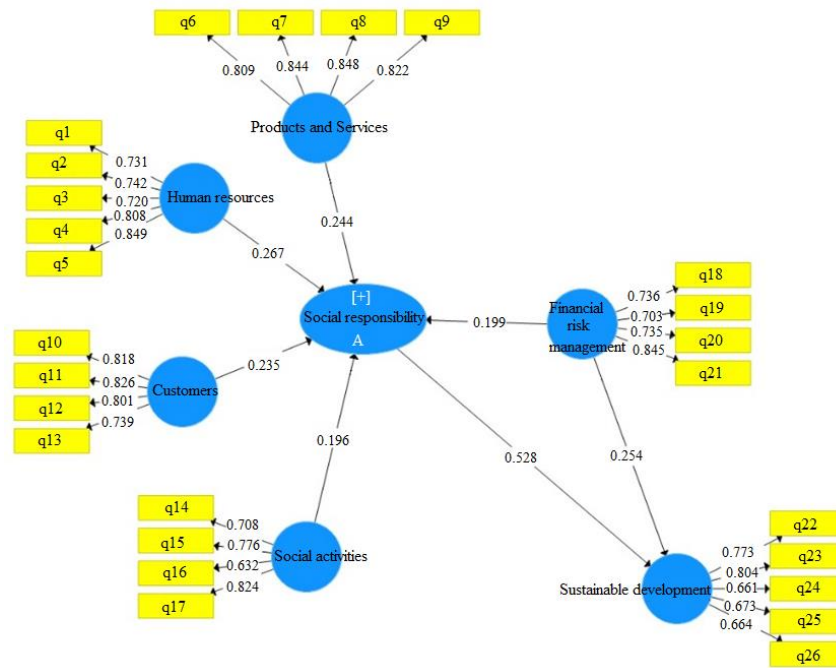 q6
q7
q8
q9
0.809
0.844
0.848
0.822
Products and Services
q1
q2
q3
q4
q5
0.731
0.742
0.720
0.808
0.849
Human resources
0.244
0.267
[+]
Social responsibility
A
0.199
Financial
risk
management
q18
q19
q20
q21
0.736
0.703
0.735
0.845
q10
q11
q12
q13
0.818
0.826
0.801
0.739
Customers
0.235
0.196
0.528
0.254
q14
q15
q16
q17
0.708
0.776
0.632
0.824
Social activities
Sustainable development
0.773
0.804
0.661
0.673
0.664
q22
q23
q24
q25
q26